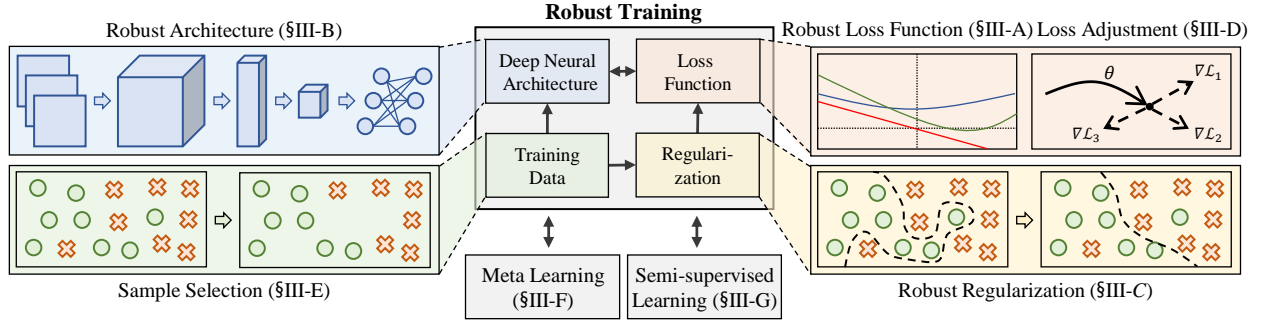 Robust Training
Robust Architecture (§III-B)
Robust Loss Function (§III-A) Loss Adjustment (§III-D)
Deep Neural
Architecture
Loss
Function
θ
∇ℒ₁
∇ℒ₂
∇ℒ₃
Training
Data
Regulari-
zation
Meta Learning
(§III-F)
Semi-supervised
Learning (§III-G)
Sample Selection (§III-E)
Robust Regularization (§III-C)